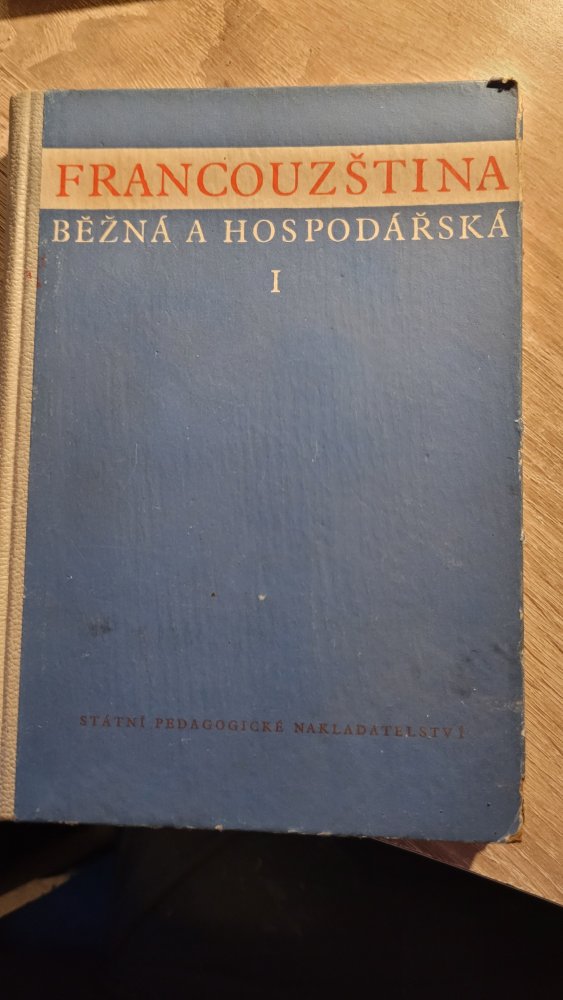 FRANCOUZŠTINA
BĚŽNÁ A HOSPODÁŘSKÁ
I
STÁTNÍ PEDAGOGICKÉ NAKLADATELSTVÍ